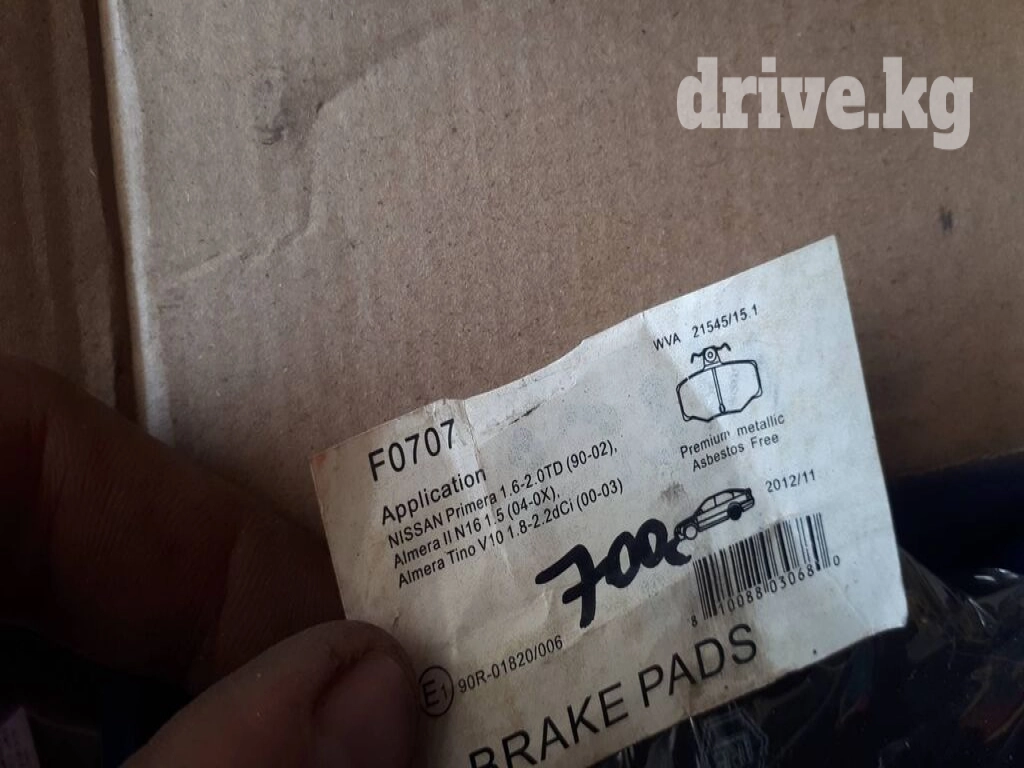 drive.kg
WVA 21545/15.1
F0707
Premium metallic
Asbestos Free
Application
NISSAN Primera 1.6-2.0TD (90-02),
Almera II N16 1.5 (04-0X),
Almera Tino V10 1.8-2.2dCi (00-03)
2012/11
700c
8 10088 03068 0
E1 90R-01820/006
BRAKE PADS